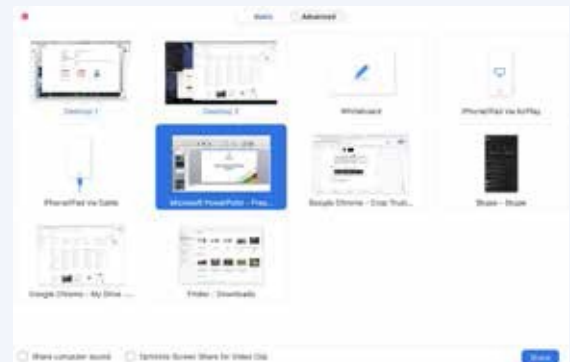 Basic Advanced
Desktop 1
Desktop 2
Whiteboard
iPhone/iPad via AirPlay
iPhone/iPad via Cable
Microsoft PowerPoint - Free...
Google Chrome - Crop Trust...
Skype - Skype
Google Chrome - My Drive - ...
Finder - Downloads
Share computer sound
Optimize Screen Share for Video Clip
Share